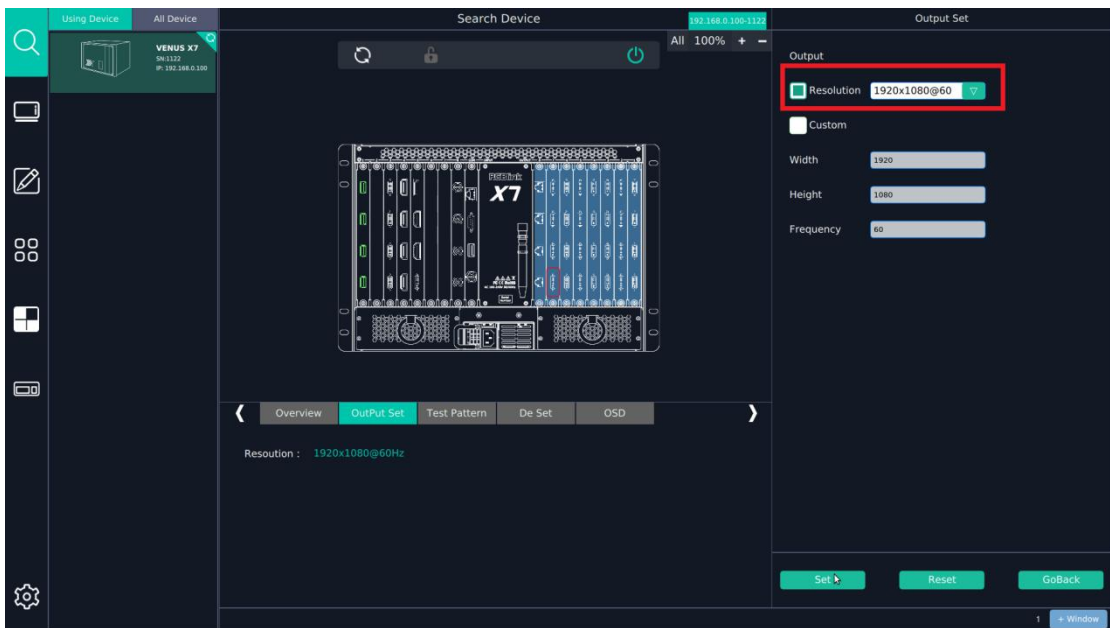 Using Device
All Device
Search Device
192.168.0.100-1122
Output Set
VENUS X7
SN:1122
IP: 192.168.0.100
All 100% + −
Output
Resolution 1920x1080@60
Custom
Width 1920
Height 1080
Frequency 60
RGBlink
X7
Overview
OutPut Set
Test Pattern
De Set
OSD
Resoution : 1920x1080@60Hz
Set
Reset
GoBack
1 + Window